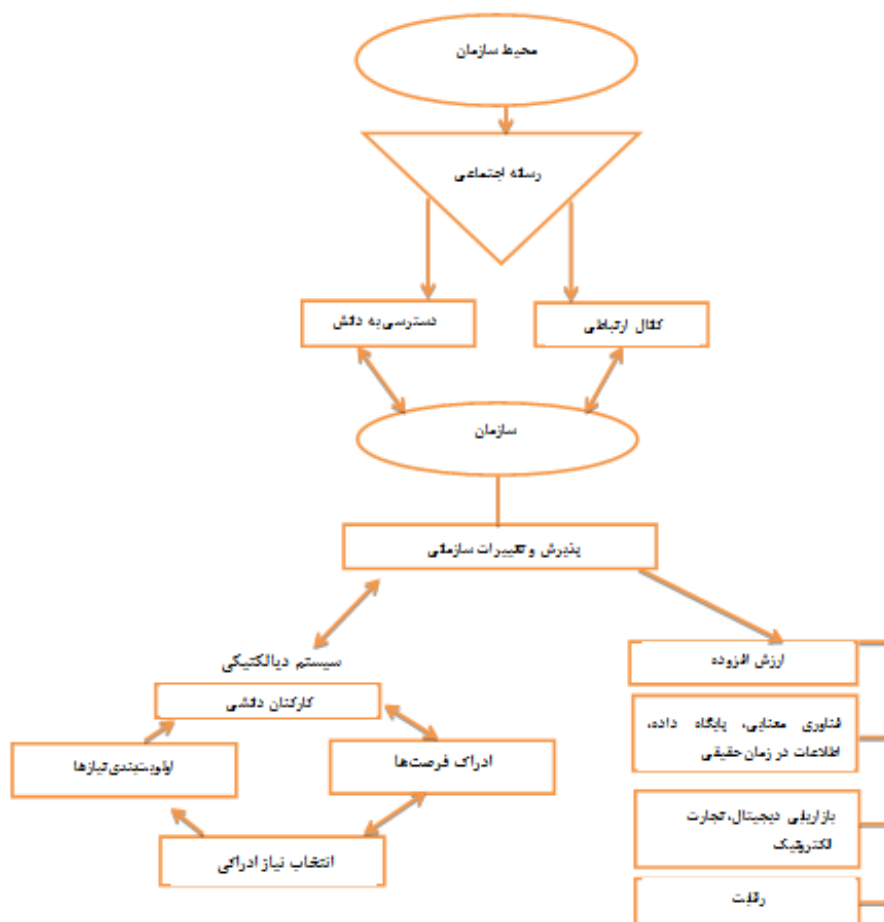 محیط سازمان
رسانه اجتماعی
دسترسی به دانش
کانال ارتباطی
سازمان
پذیرش و تغییرات سازمانی
سیستم دیالکتیکی
کارکنان دانشی
ارزش افزوده
فناوری معنایی، پایگاه داده،
اطلاعات در زمان حقیقی
ادراک فرصت‌ها
اولویت‌بندی نیازها
بازاریابی دیجیتال، تجارت
الکترونیک
انتخاب نیاز ادراکی
رقابت